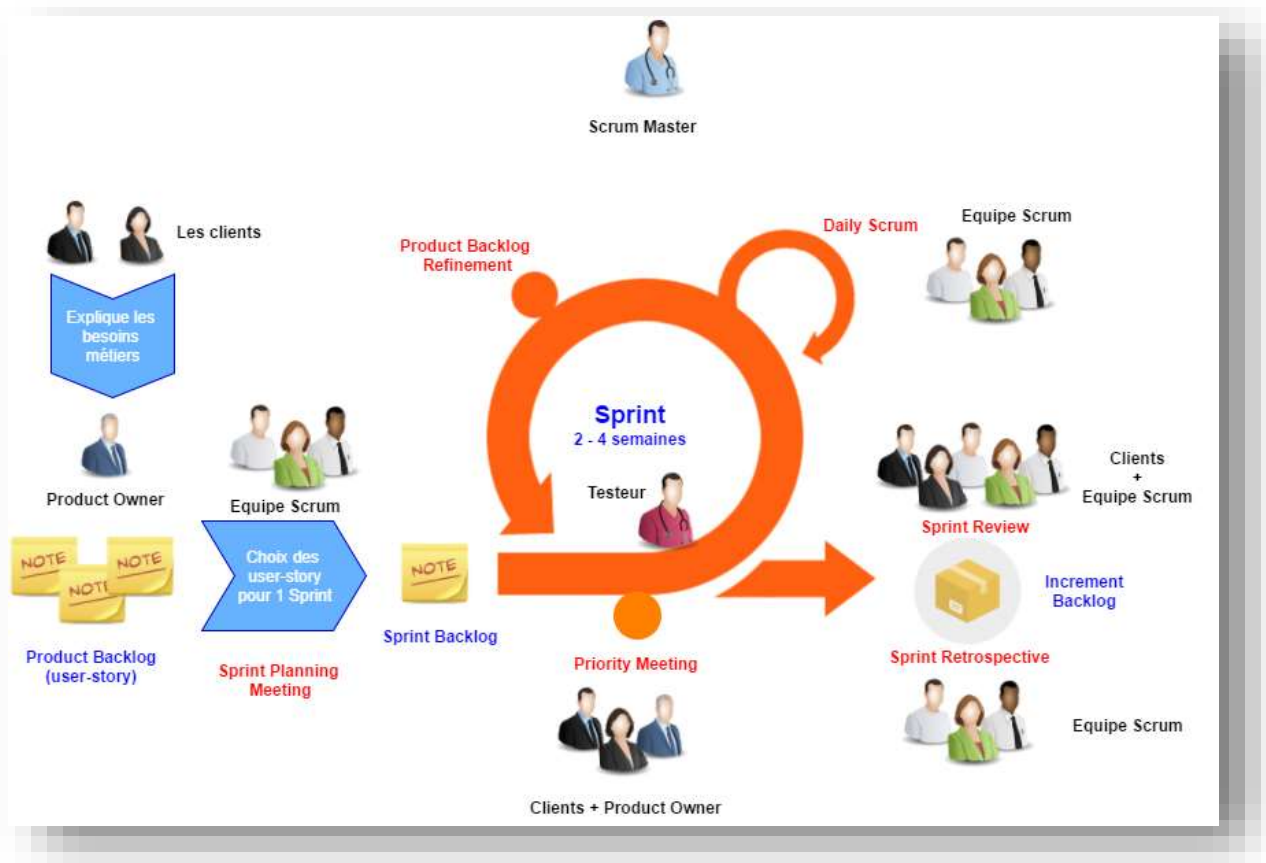 Scrum Master
Les clients
Explique les
besoins
métiers
Product Owner
Equipe Scrum
NOTE
NOTE
NOTE
Product Backlog
(user-story)
Choix des
user-story
pour 1 Sprint
Sprint Planning
Meeting
NOTE
Sprint Backlog
Product Backlog
Refinement
Daily Scrum
Equipe Scrum
Sprint
2 - 4 semaines
Testeur
Priority Meeting
Clients + Product Owner
Clients
+
Equipe Scrum
Sprint Review
Increment
Backlog
Sprint Retrospective
Equipe Scrum